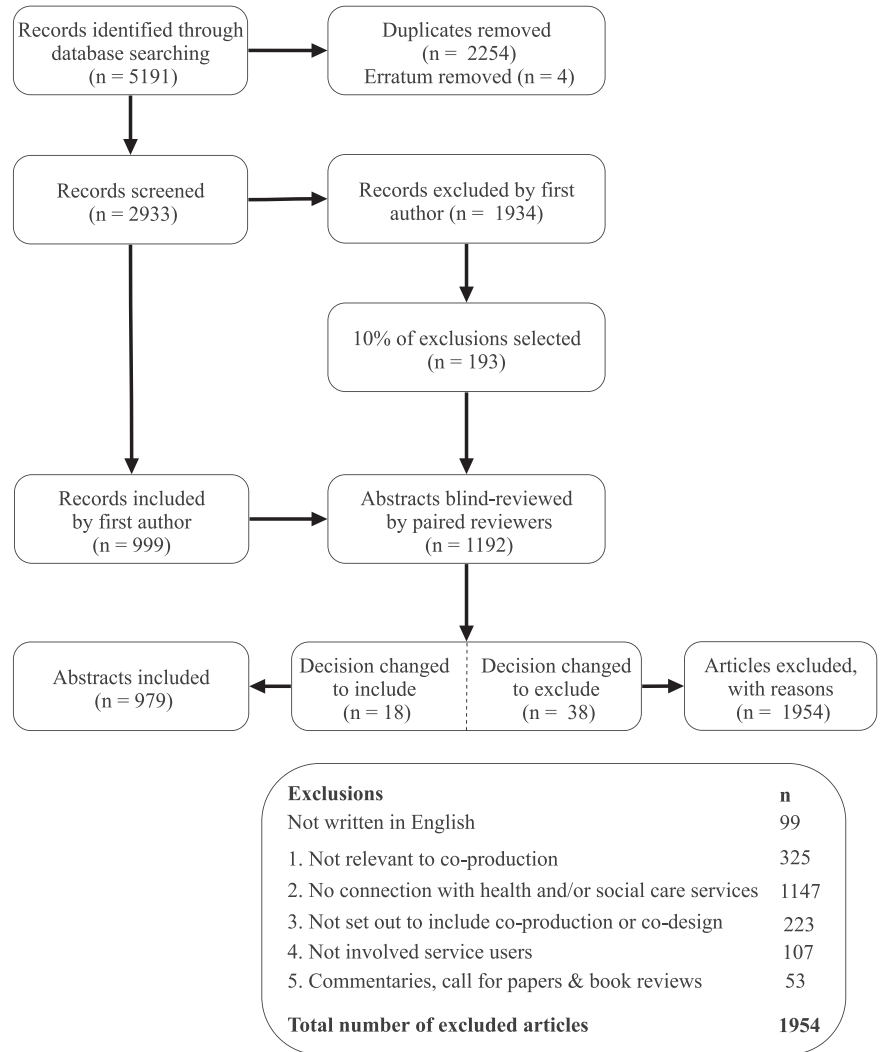 Records identified through
database searching
(n = 5191)
Duplicates removed
(n = 2254)
Erratum removed (n = 4)
Records screened
(n = 2933)
Records excluded by first
author (n = 1934)
10% of exclusions selected
(n = 193)
Records included
by first author
(n = 999)
Abstracts blind-reviewed
by paired reviewers
(n = 1192)
Abstracts included
(n = 979)
Decision changed
to include
(n = 18)
Decision changed
to exclude
(n = 38)
Articles excluded,
with reasons
(n = 1954)
Exclusions n
Not written in English 99
1. Not relevant to co-production 325
2. No connection with health and/or social care services 1147
3. Not set out to include co-production or co-design 223
4. Not involved service users 107
5. Commentaries, call for papers & book reviews 53
Total number of excluded articles 1954